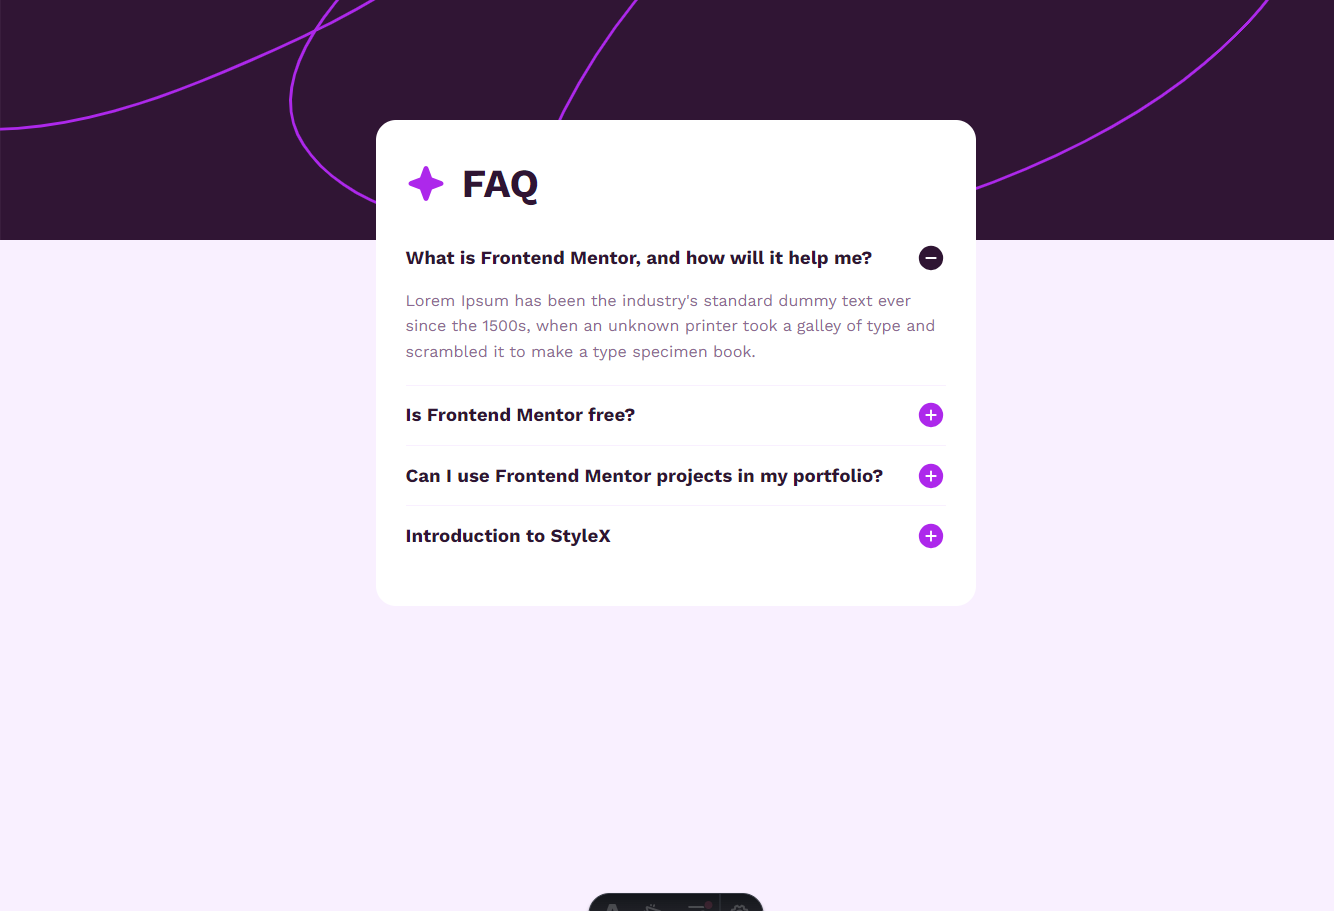 FAQ
What is Frontend Mentor, and how will it help me?
Lorem Ipsum has been the industry's standard dummy text ever
since the 1500s, when an unknown printer took a galley of type and
scrambled it to make a type specimen book.
Is Frontend Mentor free?
Can I use Frontend Mentor projects in my portfolio?
Introduction to StyleX